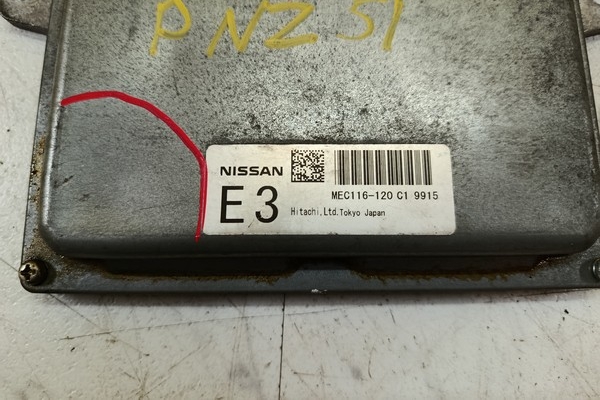 PNZ51
NISSAN
E3
MEC116-120 C1 9915
Hitachi,Ltd.Tokyo Japan